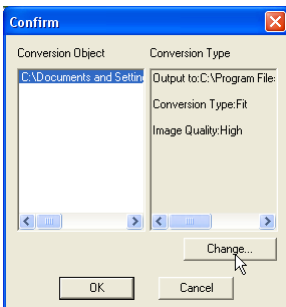 Confirm
Conversion Object
Conversion Type
C:\Documents and Settin
Output to:C:\Program File:
Conversion Type:Fit
Image Quality:High
Change...
OK
Cancel